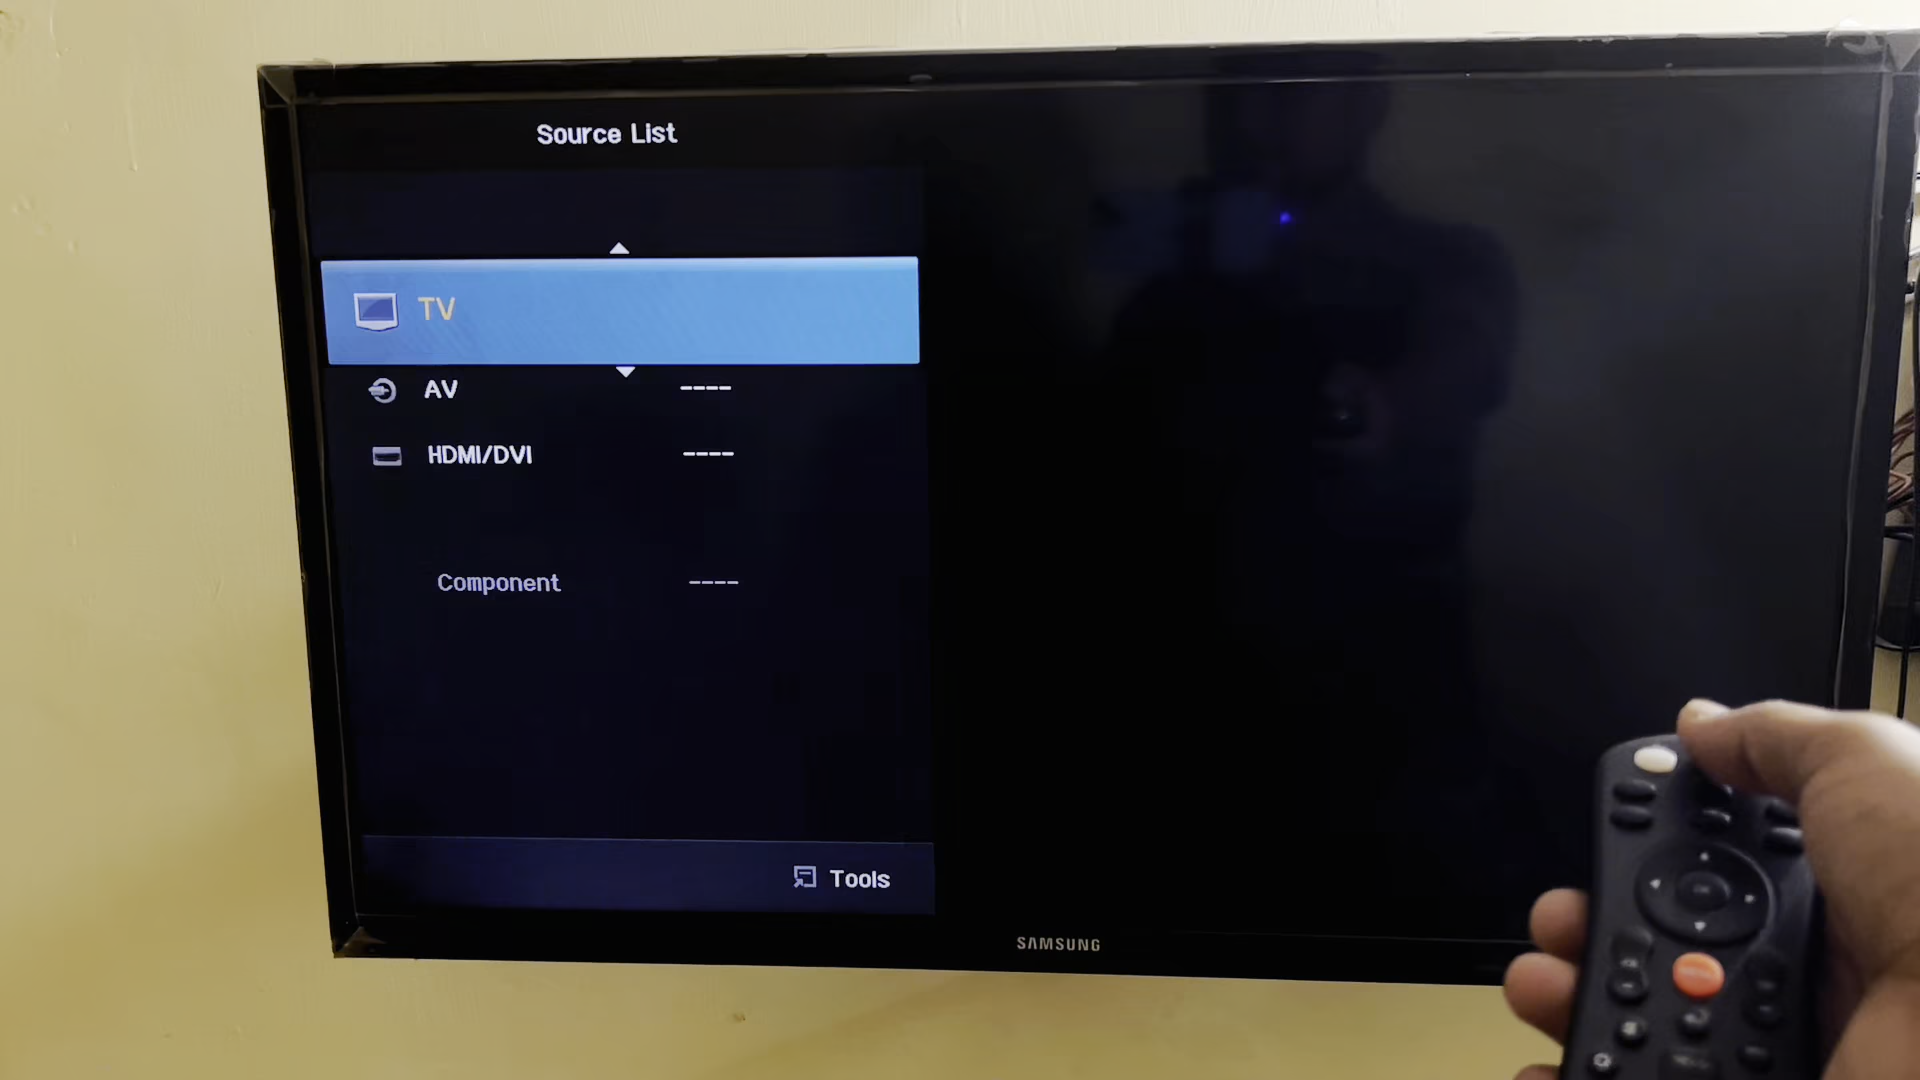 Source List
TV
AV ----
HDMI/DVI ----
Component ----
Tools
SAMSUNG